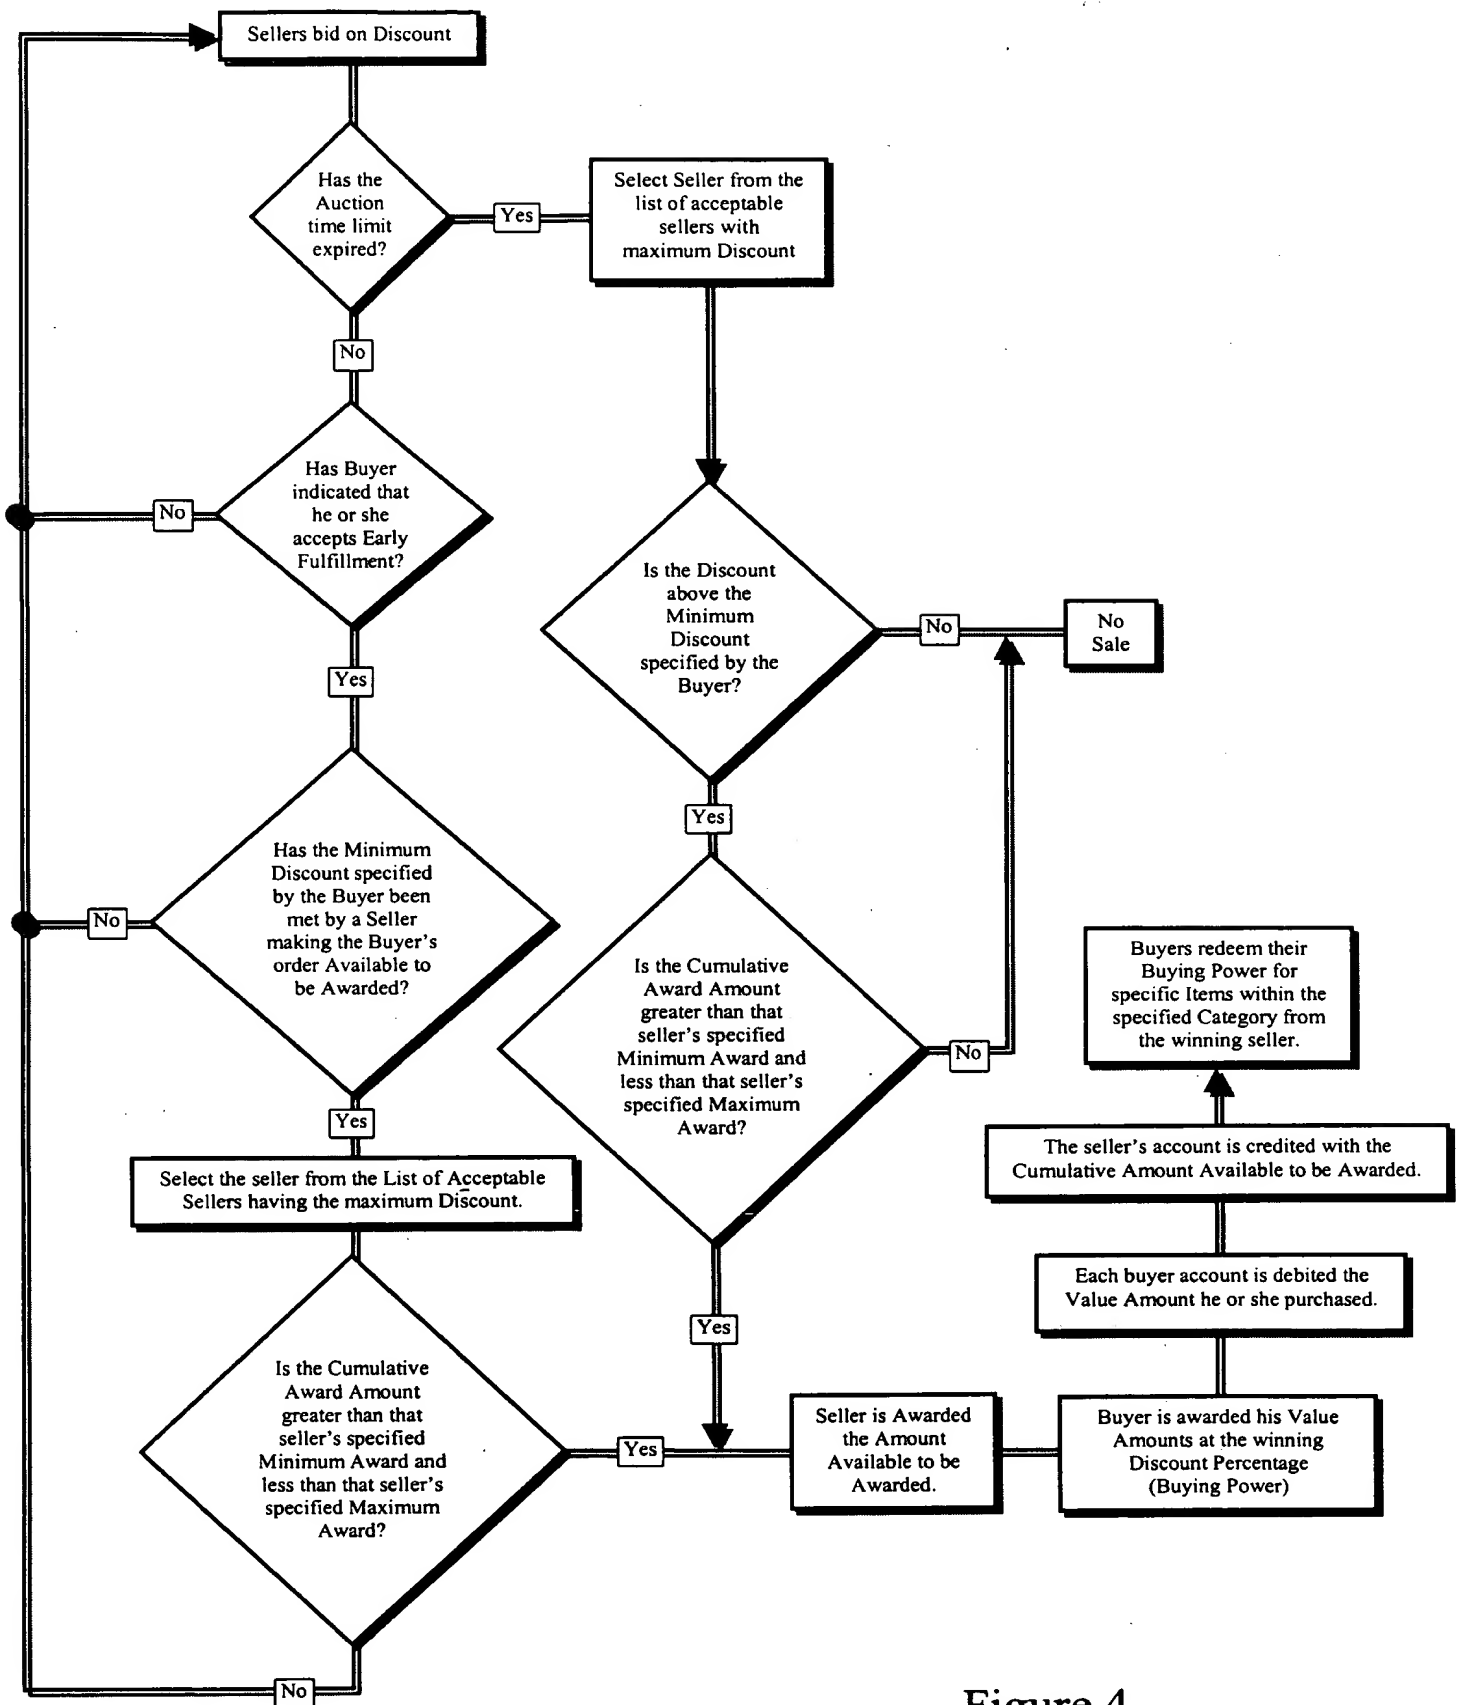 Sellers bid on Discount
Has the
Auction
time limit
expired?
Yes
Select Seller from the
list of acceptable
sellers with
maximum Discount
No
Has Buyer
indicated that
he or she
accepts Early
Fulfillment?
No
Yes
Is the Discount
above the
Minimum
Discount
specified by the
Buyer?
No
No
Sale
Yes
Has the Minimum
Discount specified
by the Buyer been
met by a Seller
making the Buyer's
order Available to
be Awarded?
No
Yes
Is the Cumulative
Award Amount
greater than that
seller's specified
Minimum Award and
less than that seller's
specified Maximum
Award?
No
Yes
Select the seller from the List of Acceptable
Sellers having the maximum Discount.
Is the Cumulative
Award Amount
greater than that
seller's specified
Minimum Award and
less than that seller's
specified Maximum
Award?
Yes
No
Seller is Awarded
the Amount
Available to be
Awarded.
Buyer is awarded his Value
Amounts at the winning
Discount Percentage
(Buying Power)
Each buyer account is debited the
Value Amount he or she purchased.
The seller's account is credited with the
Cumulative Amount Available to be Awarded.
Buyers redeem their
Buying Power for
specific Items within the
specified Category from
the winning seller.
Figure 4